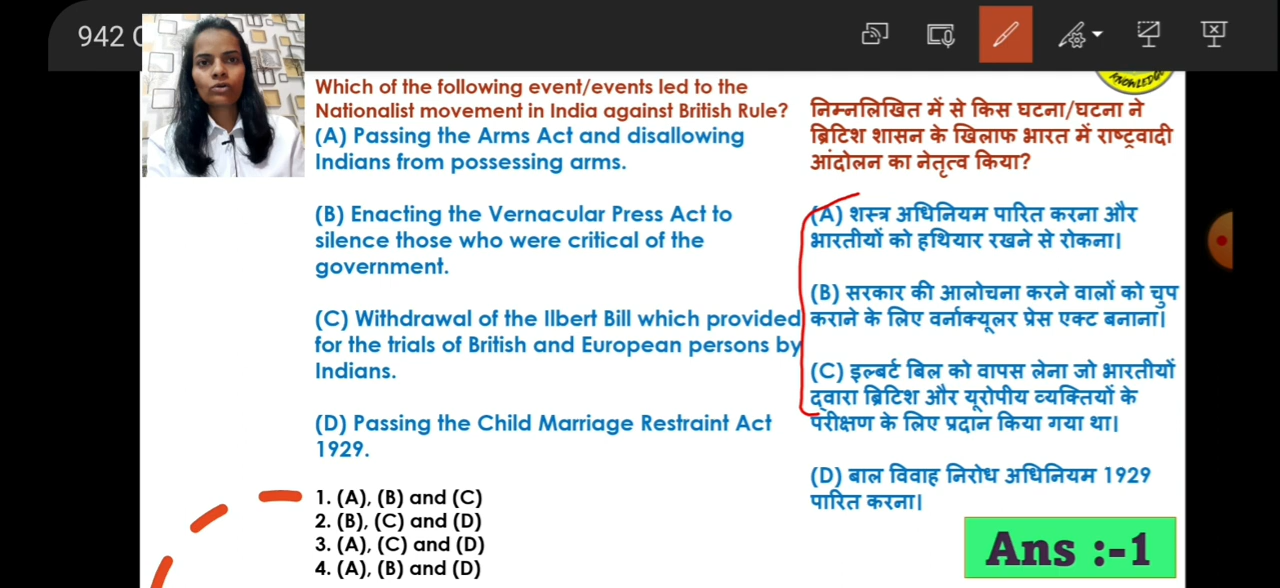 942
Which of the following event/events led to the
Nationalist movement in India against British Rule?
(A) Passing the Arms Act and disallowing
Indians from possessing arms.
(B) Enacting the Vernacular Press Act to
silence those who were critical of the
government.
(C) Withdrawal of the Ilbert Bill which provided
for the trials of British and European persons by
Indians.
(D) Passing the Child Marriage Restraint Act
1929.
1. (A), (B) and (C)
2. (B), (C) and (D)
3. (A), (C) and (D)
4. (A), (B) and (D)
KNOWLEDGE
निम्नलिखित में से किस घटना/घटना ने
ब्रिटिश शासन के खिलाफ भारत में राष्ट्रवादी
आंदोलन का नेतृत्व किया?
(A) शस्त्र अधिनियम पारित करना और
भारतीयों को हथियार रखने से रोकना।
(B) सरकार की आलोचना करने वालों को चुप
कराने के लिए वर्नाक्यूलर प्रेस एक्ट बनाना।
(C) इल्बर्ट बिल को वापस लेना जो भारतीयों
द्वारा ब्रिटिश और यूरोपीय व्यक्तियों के
परीक्षण के लिए प्रदान किया गया था।
(D) बाल विवाह निरोध अधिनियम 1929
पारित करना।
Ans :-1